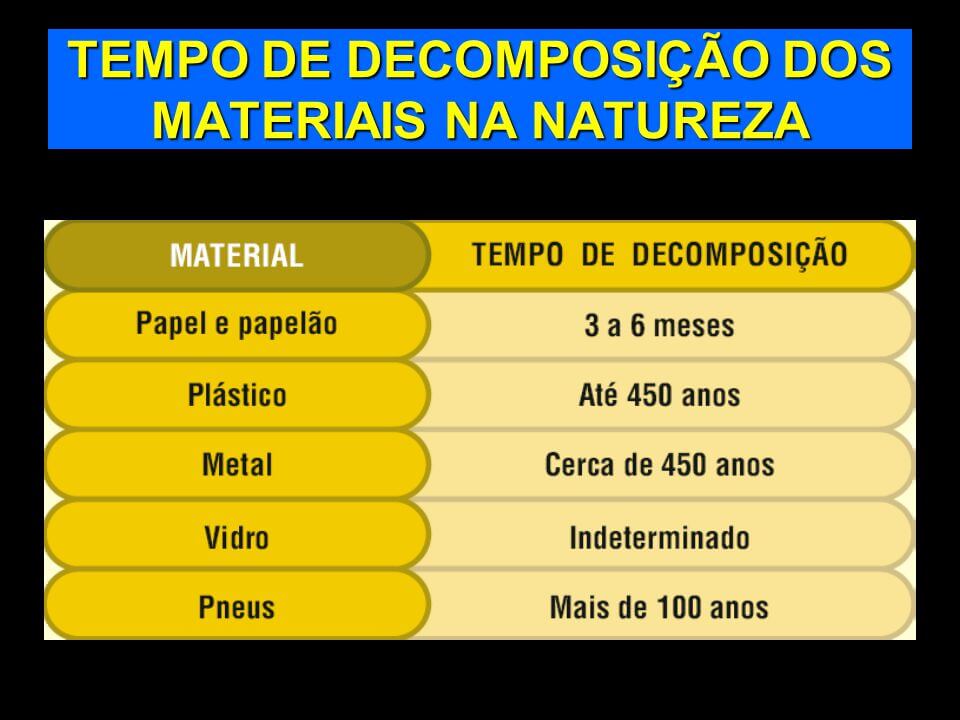 TEMPO DE DECOMPOSIÇÃO DOS
MATERIAIS NA NATUREZA
MATERIAL TEMPO DE DECOMPOSIÇÃO
Papel e papelão 3 a 6 meses
Plástico Até 450 anos
Metal Cerca de 450 anos
Vidro Indeterminado
Pneus Mais de 100 anos